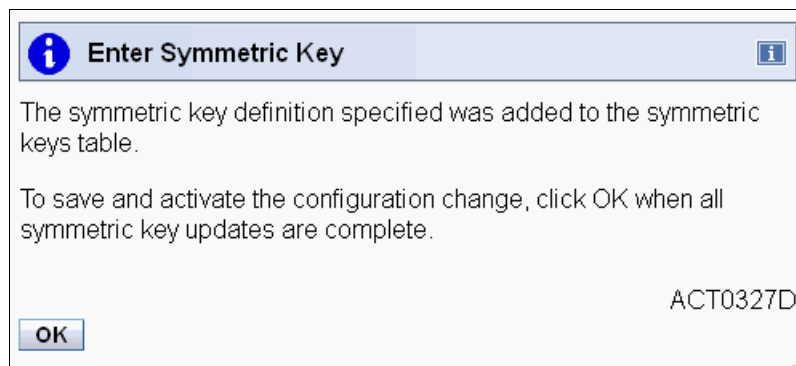 Enter Symmetric Key
The symmetric key definition specified was added to the symmetric
keys table.
To save and activate the configuration change, click OK when all
symmetric key updates are complete.
ACT0327D
OK